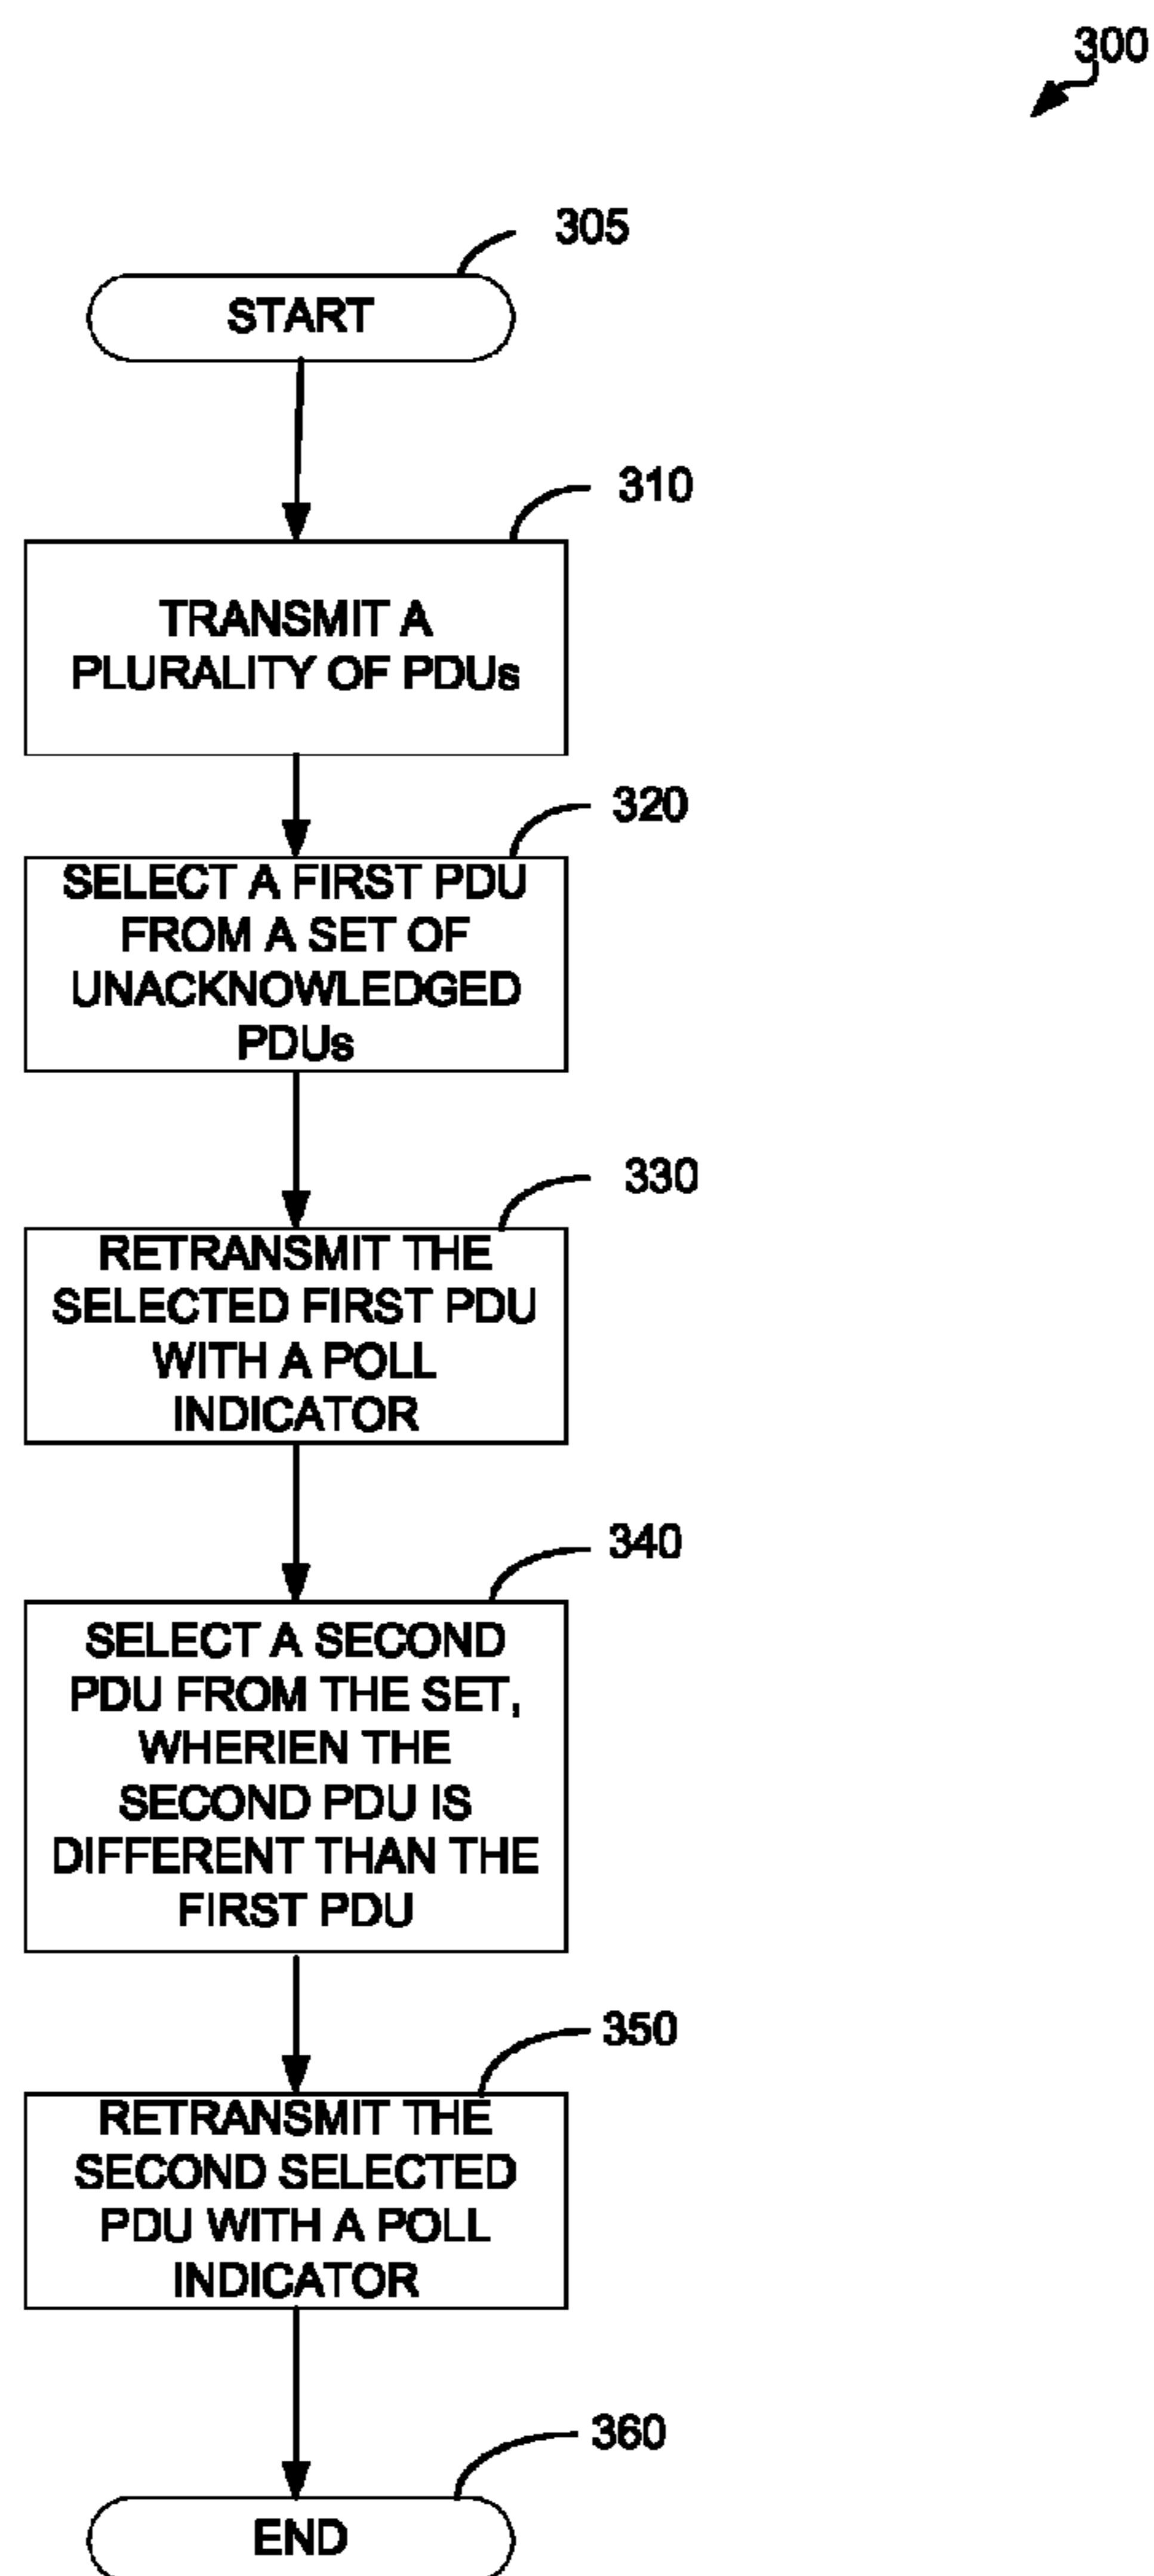 300
305
START
310
TRANSMIT A
PLURALITY OF PDUs
320
SELECT A FIRST PDU
FROM A SET OF
UNACKNOWLEDGED
PDUs
330
RETRANSMIT THE
SELECTED FIRST PDU
WITH A POLL
INDICATOR
340
SELECT A SECOND
PDU FROM THE SET,
WHERIEN THE
SECOND PDU IS
DIFFERENT THAN THE
FIRST PDU
350
RETRANSMIT THE
SECOND SELECTED
PDU WITH A POLL
INDICATOR
360
END